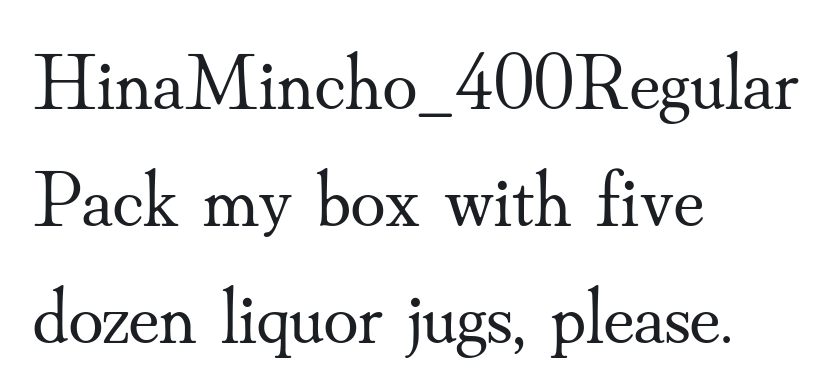 HinaMincho_400Regular
Pack my box with five
dozen liquor jugs, please.